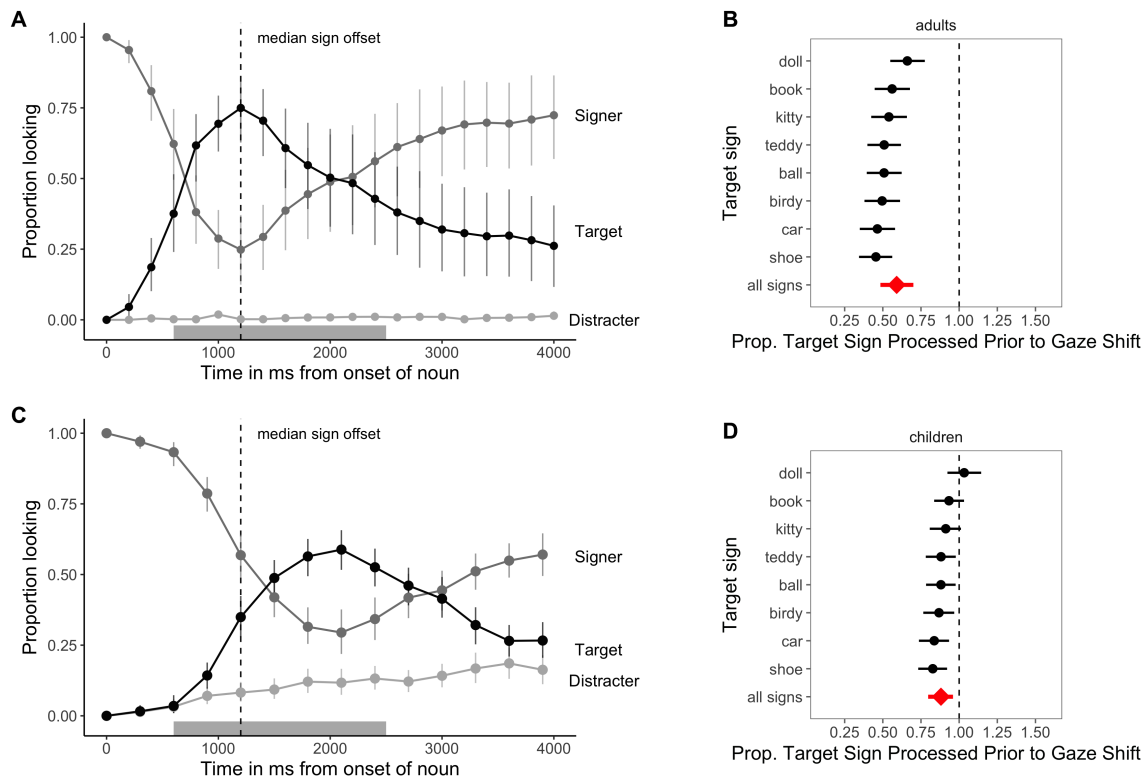 A
Proportion looking
1.00
0.75
0.50
0.25
0.00
median sign offset
Signer
Target
Distracter
0 1000 2000 3000 4000
Time in ms from onset of noun
B
adults
Target sign
doll
book
kitty
teddy
ball
birdy
car
shoe
all signs
0.25 0.50 0.75 1.00 1.25 1.50
Prop. Target Sign Processed Prior to Gaze Shift
C
Proportion looking
1.00
0.75
0.50
0.25
0.00
median sign offset
Signer
Target
Distracter
0 1000 2000 3000 4000
Time in ms from onset of noun
D
children
Target sign
doll
book
kitty
teddy
ball
birdy
car
shoe
all signs
0.25 0.50 0.75 1.00 1.25 1.50
Prop. Target Sign Processed Prior to Gaze Shift